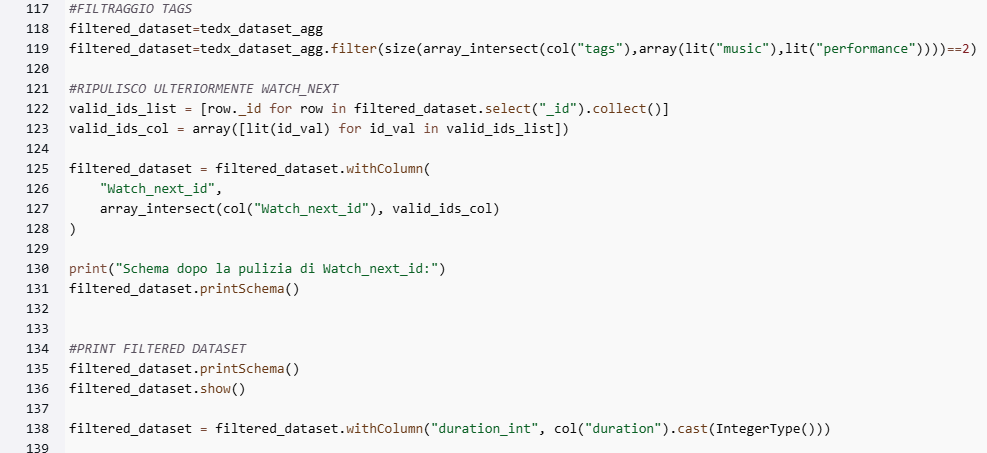 117 #FILTRAGGIO TAGS
118 filtered_dataset=tedx_dataset_agg
119 filtered_dataset=tedx_dataset_agg.filter(size(array_intersect(col("tags"),array(lit("music"),lit("performance"))))==2)
120
121 #RIPULISCO ULTERIORMENTE WATCH_NEXT
122 valid_ids_list = [row._id for row in filtered_dataset.select("_id").collect()]
123 valid_ids_col = array([lit(id_val) for id_val in valid_ids_list])
124
125 filtered_dataset = filtered_dataset.withColumn(
126     "Watch_next_id",
127     array_intersect(col("Watch_next_id"), valid_ids_col)
128 )
129
130 print("Schema dopo la pulizia di Watch_next_id:")
131 filtered_dataset.printSchema()
132
133
134 #PRINT FILTERED DATASET
135 filtered_dataset.printSchema()
136 filtered_dataset.show()
137
138 filtered_dataset = filtered_dataset.withColumn("duration_int", col("duration").cast(IntegerType()))
139